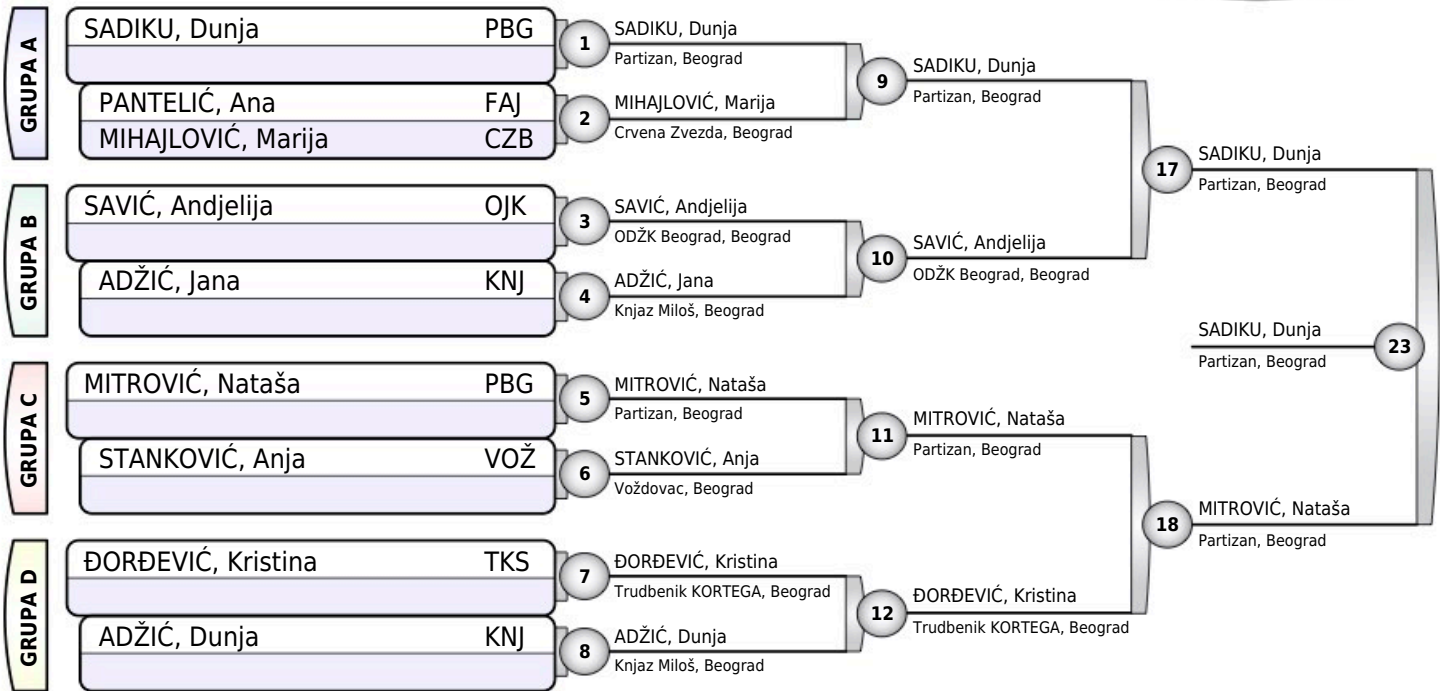 GRUPA A
SADIKU, Dunja PBG
PANTELIĆ, Ana FAJ
MIHAJLOVIĆ, Marija CZB
GRUPA B
SAVIĆ, Andjelija OJK
ADŽIĆ, Jana KNJ
GRUPA C
MITROVIĆ, Nataša PBG
STANKOVIĆ, Anja VOŽ
GRUPA D
ĐORĐEVIĆ, Kristina TKS
ADŽIĆ, Dunja KNJ
1
SADIKU, Dunja
Partizan, Beograd
2
MIHAJLOVIĆ, Marija
Crvena Zvezda, Beograd
3
SAVIĆ, Andjelija
ODŽK Beograd, Beograd
4
ADŽIĆ, Jana
Knjaz Miloš, Beograd
5
MITROVIĆ, Nataša
Partizan, Beograd
6
STANKOVIĆ, Anja
Voždovac, Beograd
7
ĐORĐEVIĆ, Kristina
Trudbenik KORTEGA, Beograd
8
ADŽIĆ, Dunja
Knjaz Miloš, Beograd
9
SADIKU, Dunja
Partizan, Beograd
10
SAVIĆ, Andjelija
ODŽK Beograd, Beograd
11
MITROVIĆ, Nataša
Partizan, Beograd
12
ĐORĐEVIĆ, Kristina
Trudbenik KORTEGA, Beograd
17
SADIKU, Dunja
Partizan, Beograd
18
MITROVIĆ, Nataša
Partizan, Beograd
SADIKU, Dunja
Partizan, Beograd
23